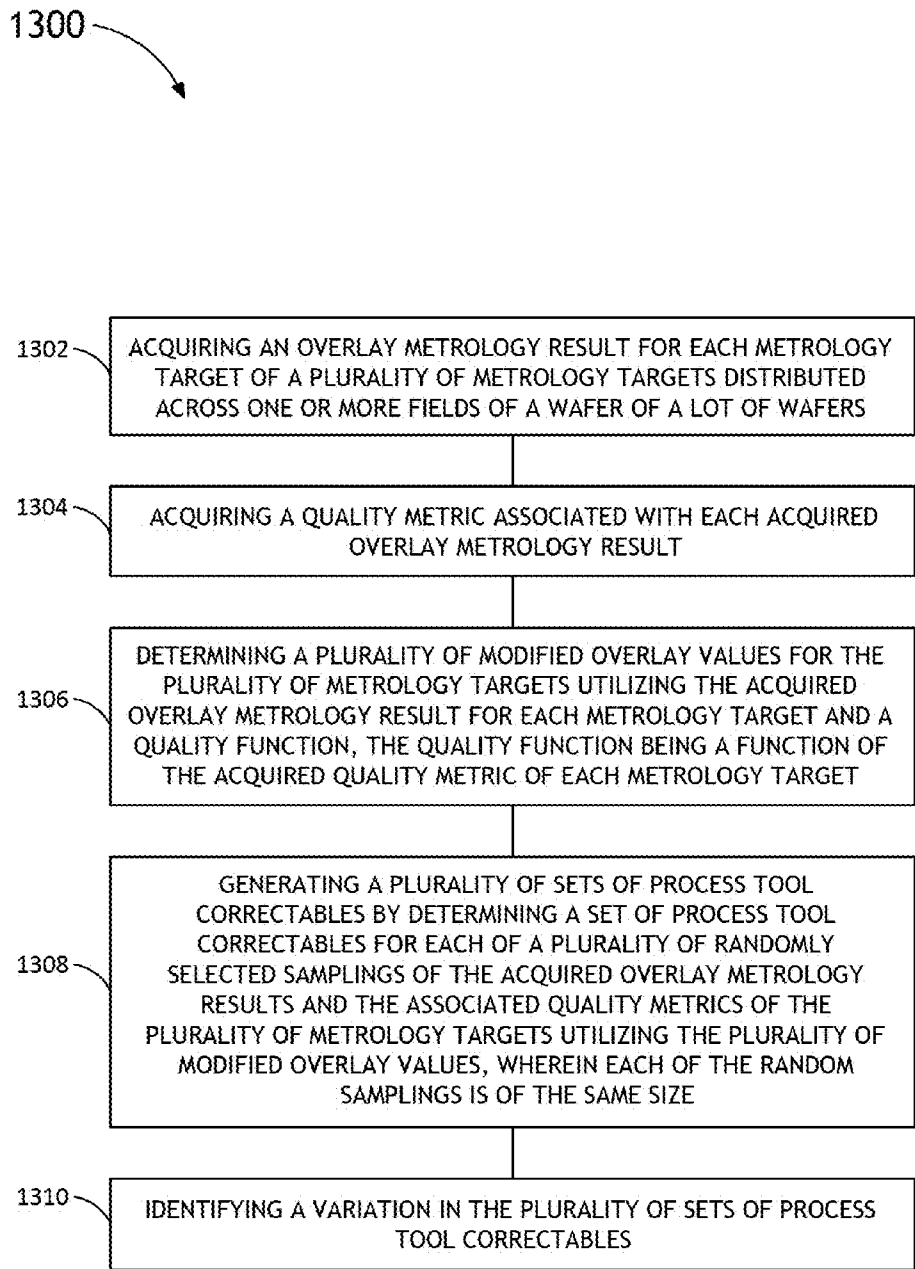 1300
1302
ACQUIRING AN OVERLAY METROLOGY RESULT FOR EACH METROLOGY
TARGET OF A PLURALITY OF METROLOGY TARGETS DISTRIBUTED
ACROSS ONE OR MORE FIELDS OF A WAFER OF A LOT OF WAFERS
1304
ACQUIRING A QUALITY METRIC ASSOCIATED WITH EACH ACQUIRED
OVERLAY METROLOGY RESULT
1306
DETERMINING A PLURALITY OF MODIFIED OVERLAY VALUES FOR THE
PLURALITY OF METROLOGY TARGETS UTILIZING THE ACQUIRED
OVERLAY METROLOGY RESULT FOR EACH METROLOGY TARGET AND A
QUALITY FUNCTION, THE QUALITY FUNCTION BEING A FUNCTION OF
THE ACQUIRED QUALITY METRIC OF EACH METROLOGY TARGET
1308
GENERATING A PLURALITY OF SETS OF PROCESS TOOL
CORRECTABLES BY DETERMINING A SET OF PROCESS TOOL
CORRECTABLES FOR EACH OF A PLURALITY OF RANDOMLY
SELECTED SAMPLINGS OF THE ACQUIRED OVERLAY METROLOGY
RESULTS AND THE ASSOCIATED QUALITY METRICS OF THE
PLURALITY OF METROLOGY TARGETS UTILIZING THE PLURALITY OF
MODIFIED OVERLAY VALUES, WHEREIN EACH OF THE RANDOM
SAMPLINGS IS OF THE SAME SIZE
1310
IDENTIFYING A VARIATION IN THE PLURALITY OF SETS OF PROCESS
TOOL CORRECTABLES